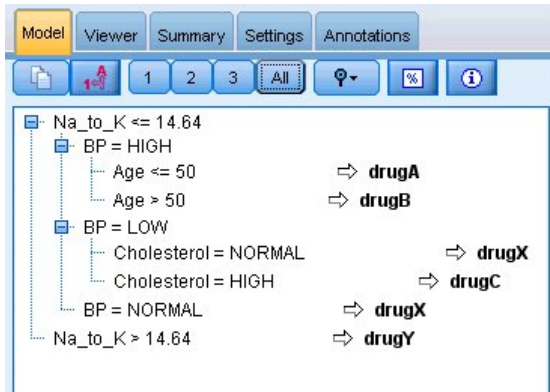 Model Viewer Summary Settings Annotations
1 2 3 All %
Na_to_K <= 14.64
BP = HIGH
Age <= 50 ⇨ drugA
Age > 50 ⇨ drugB
BP = LOW
Cholesterol = NORMAL ⇨ drugX
Cholesterol = HIGH ⇨ drugC
BP = NORMAL ⇨ drugX
Na_to_K > 14.64 ⇨ drugY